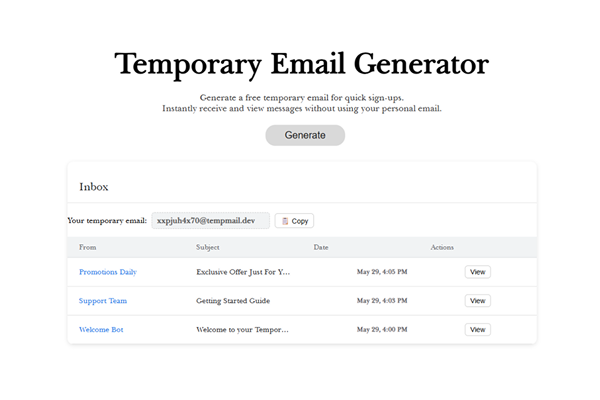 Temporary Email Generator
Generate a free temporary email for quick sign-ups.
Instantly receive and view messages without using your personal email.
Generate
Inbox
Your temporary email: xxpjuh4x70@tempmail.dev Copy
From Subject Date Actions
Promotions Daily Exclusive Offer Just For Y... May 29, 4:05 PM View
Support Team Getting Started Guide May 29, 4:03 PM View
Welcome Bot Welcome to your Tempor... May 29, 4:00 PM View